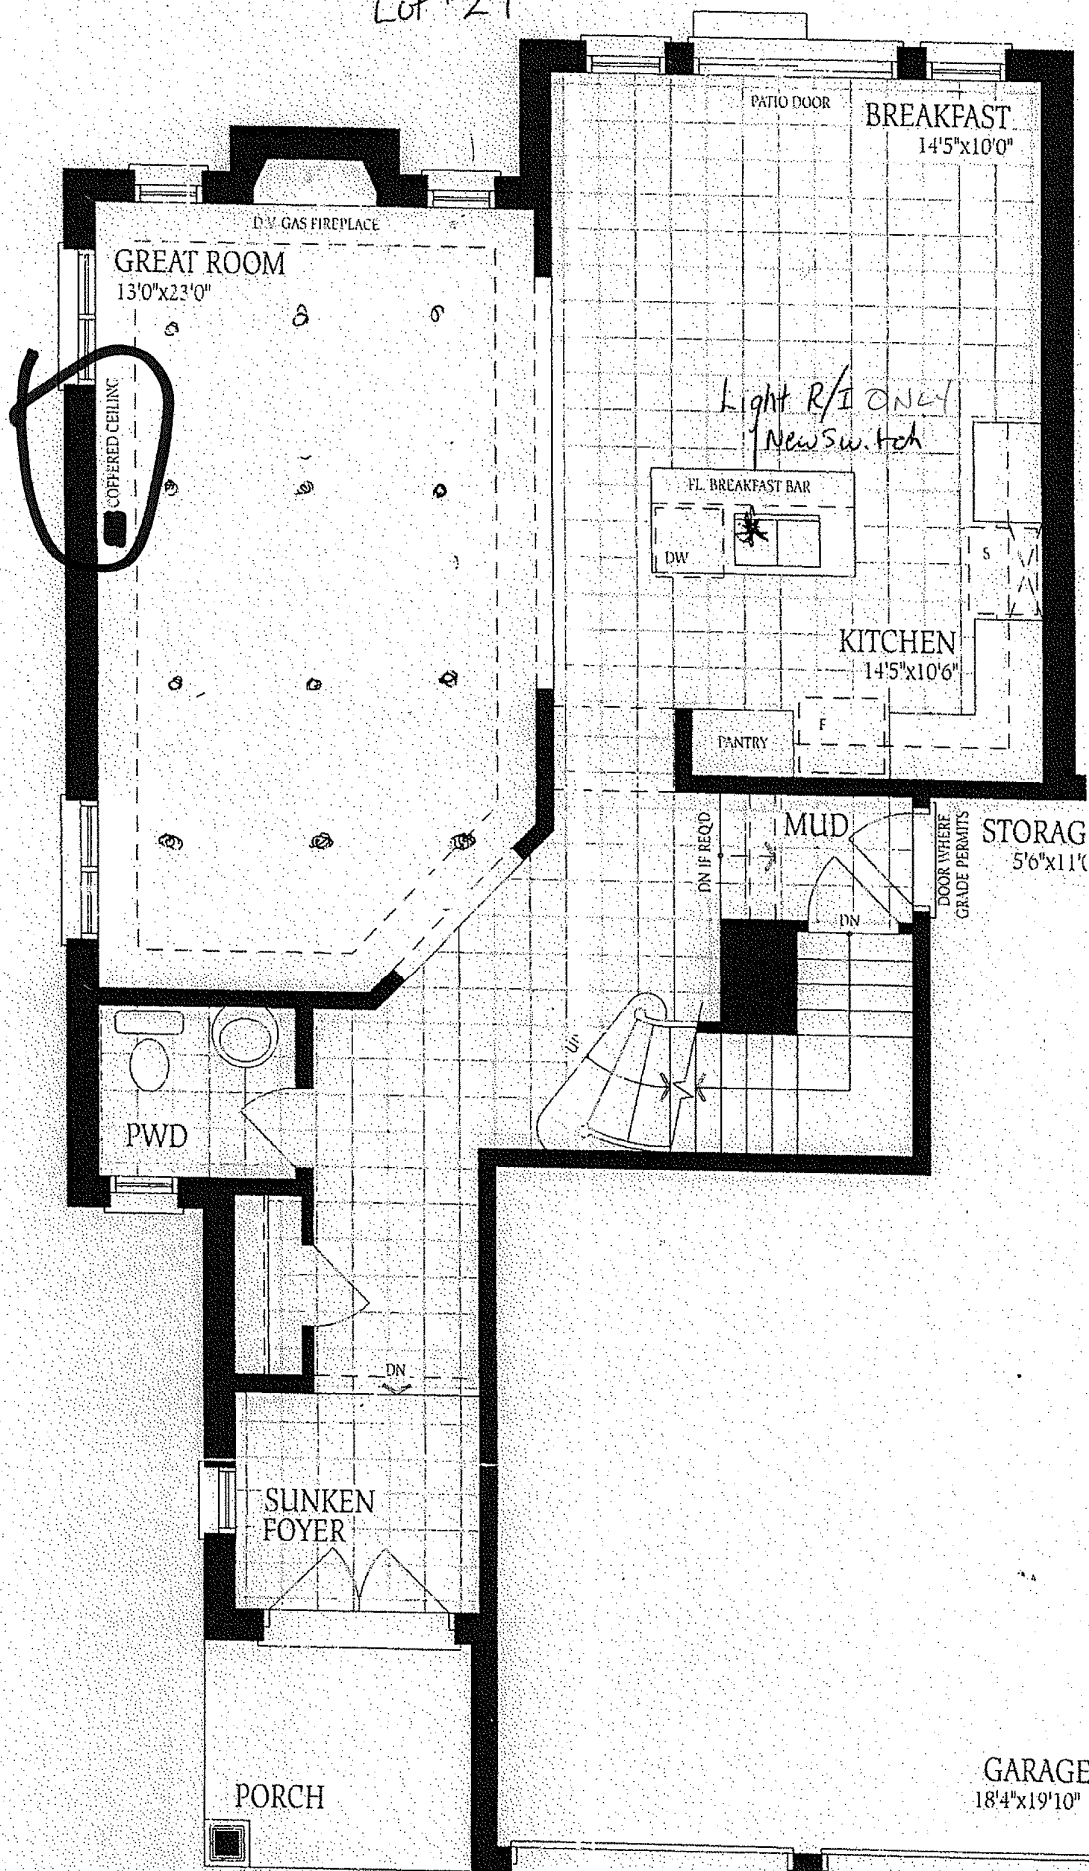 Lot
PATIO DOOR
BREAKFAST
14'5"x10'0"
D.V. GAS FIREPLACE
GREAT ROOM
13'0"x23'0"
COFFERED CEILING
Light R/I ONLY
New Switch
FL. BREAKFAST BAR
DW
S
KITCHEN
14'5"x10'6"
F
PANTRY
DN IF REQ'D
MUD
DOOR WHERE
GRADE PERMITS
STORAG
5'6"x11'0
DN
UP
PWD
DN
SUNKEN
FOYER
PORCH
GARAGE
18'4"x19'10"